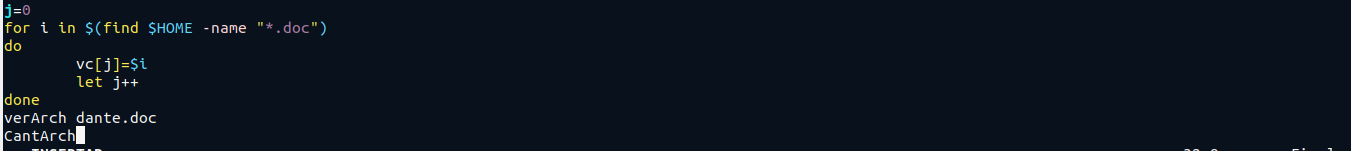 j=0
for i in $(find $HOME -name "*.doc")
do
        vc[j]=$i
        let j++
done
verArch dante.doc
CantArch